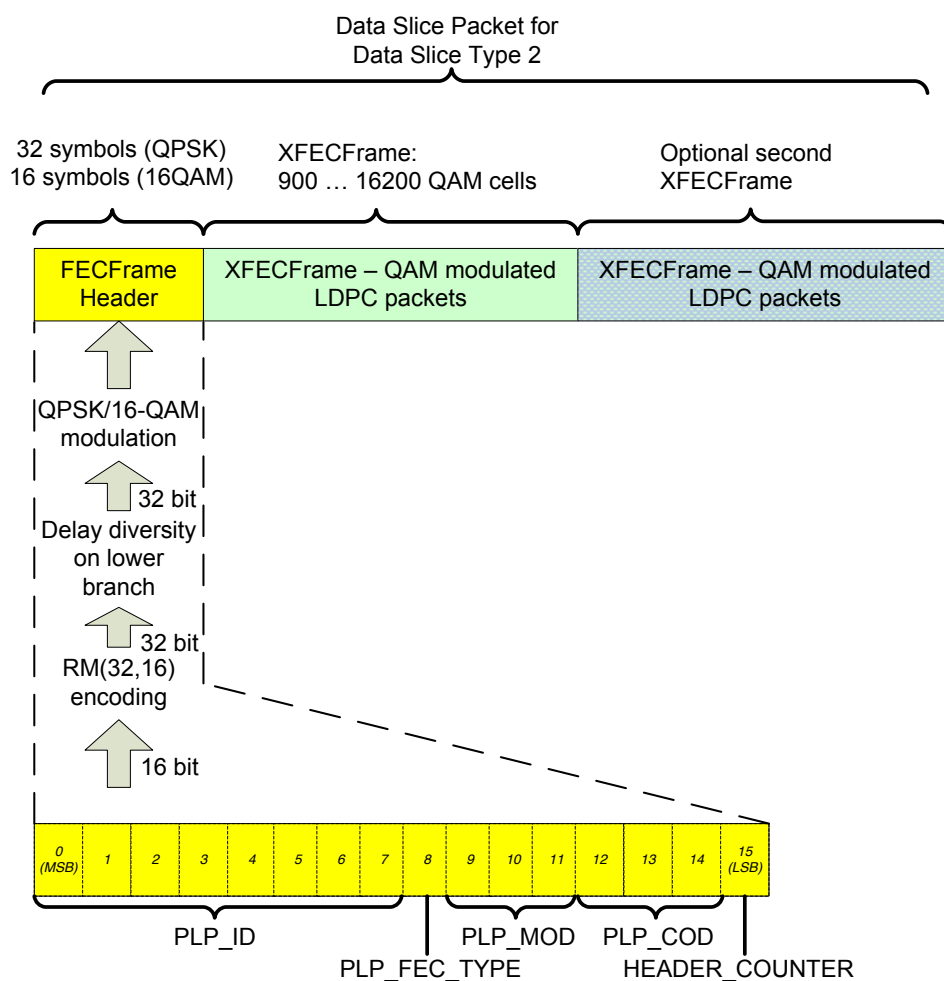 Data Slice Packet for
Data Slice Type 2
32 symbols (QPSK)
16 symbols (16QAM)
XFECFrame:
900 … 16200 QAM cells
Optional second
XFECFrame
FECFrame
Header
XFECFrame – QAM modulated
LDPC packets
XFECFrame – QAM modulated
LDPC packets
QPSK/16-QAM
modulation
32 bit
Delay diversity
on lower
branch
32 bit
RM(32,16)
encoding
16 bit
0
(MSB)
1
2
3
4
5
6
7
8
9
10
11
12
13
14
15
(LSB)
PLP_ID
PLP_MOD
PLP_COD
PLP_FEC_TYPE
HEADER_COUNTER